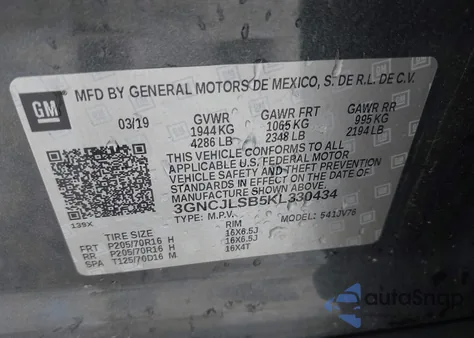 GM
MFD BY GENERAL MOTORS DE MEXICO, S. DE R.L. DE C.V.
03/19 GVWR GAWR FRT GAWR RR
1944 KG 1065 KG 995 KG
4286 LB 2348 LB 2194 LB
THIS VEHICLE CONFORMS TO ALL
APPLICABLE U.S. FEDERAL MOTOR
VEHICLE SAFETY AND THEFT PREVENTION
STANDARDS IN EFFECT ON THE DATE OF
MANUFACTURE SHOWN ABOVE.
3GNCJLSB5KL330434
139X TYPE: M.P.V. MODEL: 541JV76
TIRE SIZE RIM
FRT P205/70R16 H 16X6.5J
RR P205/70R16 H 16X6.5J
SPA T125/70D16 M 16X4T
autoSnap